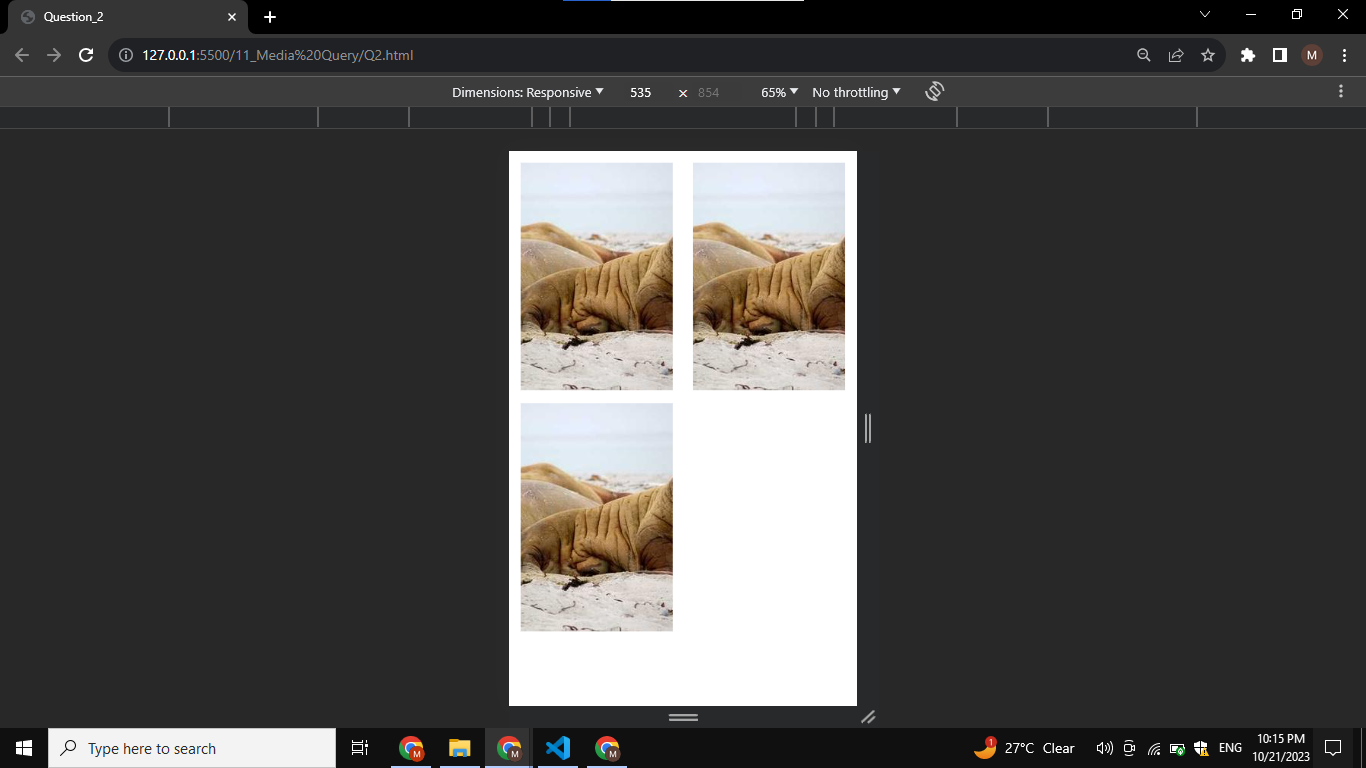 Question_2
127.0.0.1:5500/11_Media%20Query/Q2.html
M
Dimensions: Responsive 535 × 854 65% No throttling
Type here to search
M
M
M
1
27°C Clear
ENG
10:15 PM
10/21/2023